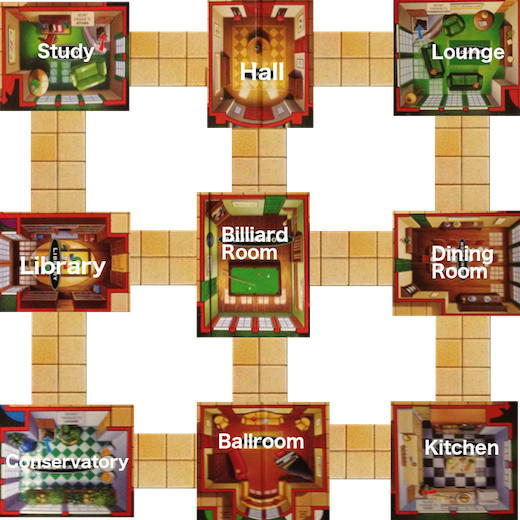 Study
Hall
Lounge
Library
Billiard
Room
Dining
Room
Conservatory
Ballroom
Kitchen